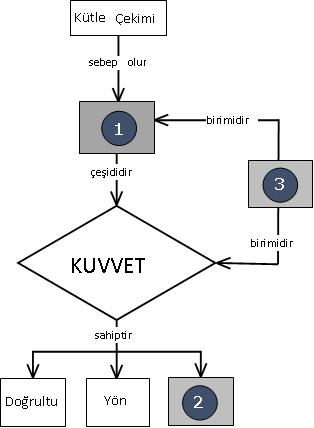 Kütle Çekimi
sebep olur
1
birimidir
çeşididir
3
birimidir
KUVVET
sahiptir
Doğrultu
Yön
2